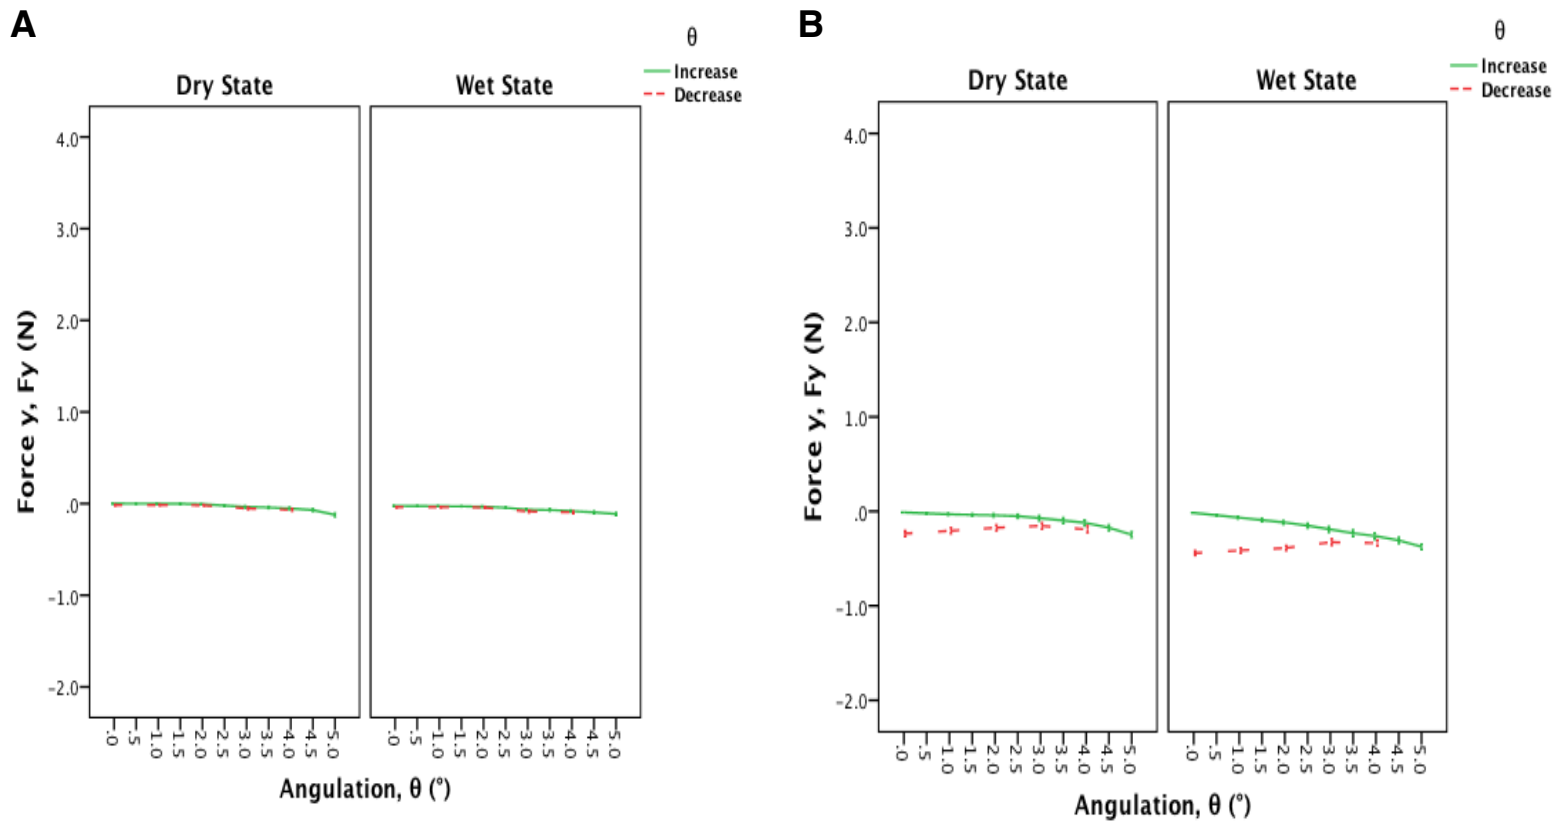 A
θ
Increase
Decrease
Dry State
Wet State
Force y, Fy (N)
4.0
3.0
2.0
1.0
.0
-1.0
-2.0
.0 .5 1.0 1.5 2.0 2.5 3.0 3.5 4.0 4.5 5.0
.0 .5 1.0 1.5 2.0 2.5 3.0 3.5 4.0 4.5 5.0
Angulation, θ (°)
B
θ
Increase
Decrease
Dry State
Wet State
Force y, Fy (N)
4.0
3.0
2.0
1.0
.0
-1.0
-2.0
.0 .5 1.0 1.5 2.0 2.5 3.0 3.5 4.0 4.5 5.0
.0 .5 1.0 1.5 2.0 2.5 3.0 3.5 4.0 4.5 5.0
Angulation, θ (°)